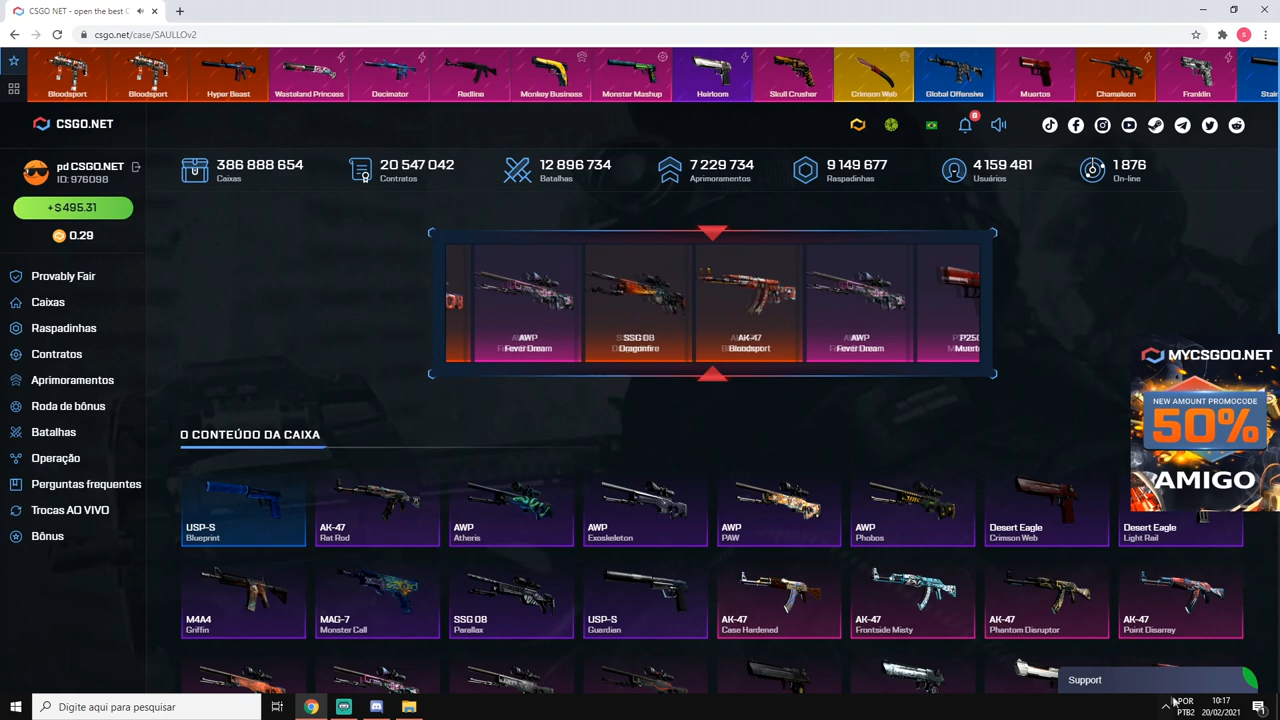 CSGO NET - open the best C
csgo.net/case/SAULLOv2
S
Bloodsport
Bloodsport
Hyper Beast
Wasteland Princess
Decimator
Redline
Monkey Business
Monster Mashup
Heirloom
Skull Crusher
Crimson Web
Global Offensive
Muertos
Chameleon
Franklin
Stain
CSGO.NET
8
pd CSGO.NET
ID: 976098
+$495.31
0.29
386 888 654
Caixas
20 547 042
Contratos
12 896 734
Batalhas
7 229 734
Aprimoramentos
9 149 677
Raspadinhas
4 159 481
Usuários
1 876
On-line
Provably Fair
Caixas
Raspadinhas
Contratos
Aprimoramentos
Roda de bônus
Batalhas
Operação
Perguntas frequentes
Trocas AO VIVO
Bônus
AWP
Fever Dream
SSG 08
Dragonfire
AK-47
Bloodsport
AWP
Fever Dream
P250
Muert
MYCSGOO.NET
NEW AMOUNT PROMOCODE
50%
AMIGO
O CONTEÚDO DA CAIXA
USP-S
Blueprint
AK-47
Rat Rod
AWP
Atheris
AWP
Exoskeleton
AWP
PAW
AWP
Phobos
Desert Eagle
Crimson Web
Desert Eagle
Light Rail
M4A4
Griffin
MAG-7
Monster Call
SSG 08
Parallax
USP-S
Guardian
AK-47
Case Hardened
AK-47
Frontside Misty
AK-47
Phantom Disruptor
AK-47
Point Disarray
Support
Digite aqui para pesquisar
POR
PTB2
10:17
20/02/2021
1